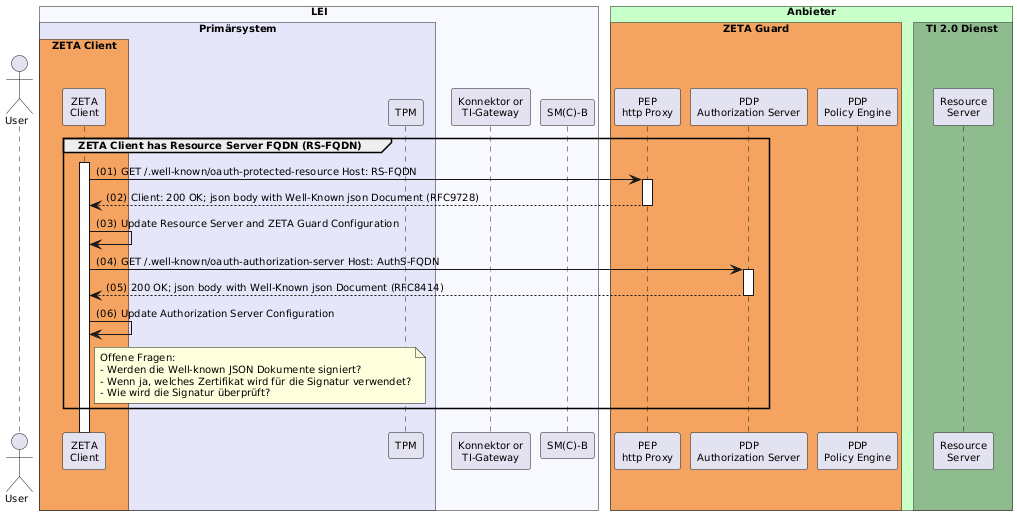 LEI
Anbieter
Primärsystem
ZETA Guard
TI 2.0 Dienst
ZETA Client
User
ZETA
Client
TPM
Konnektor or
TI-Gateway
SM(C)-B
PEP
http Proxy
PDP
Authorization Server
PDP
Policy Engine
Resource
Server
ZETA Client has Resource Server FQDN (RS-FQDN)
(01) GET /.well-known/oauth-protected-resource Host: RS-FQDN
(02) Client: 200 OK; json body with Well-Known json Document (RFC9728)
(03) Update Resource Server and ZETA Guard Configuration
(04) GET /.well-known/oauth-authorization-server Host: AuthS-FQDN
(05) 200 OK; json body with Well-Known json Document (RFC8414)
(06) Update Authorization Server Configuration
Offene Fragen:
- Werden die Well-known JSON Dokumente signiert?
- Wenn ja, welches Zertifikat wird für die Signatur verwendet?
- Wie wird die Signatur überprüft?
User
ZETA
Client
TPM
Konnektor or
TI-Gateway
SM(C)-B
PEP
http Proxy
PDP
Authorization Server
PDP
Policy Engine
Resource
Server